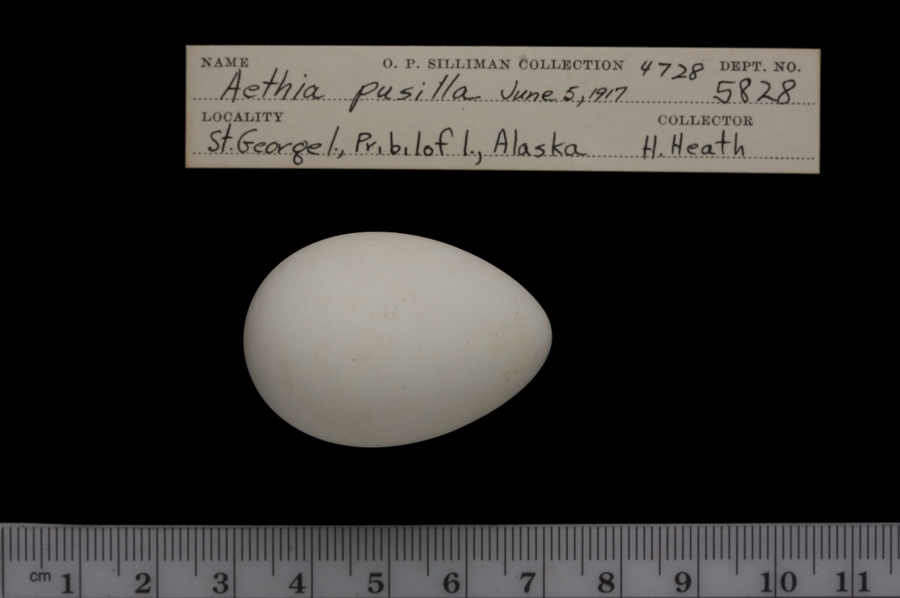 NAME O. P. SILLIMAN COLLECTION 4728 DEPT. NO.
Aethia pusilla June 5, 1917 5828
LOCALITY COLLECTOR
St. George I., Pribilof I., Alaska H. Heath
cm 1 2 3 4 5 6 7 8 9 10 11